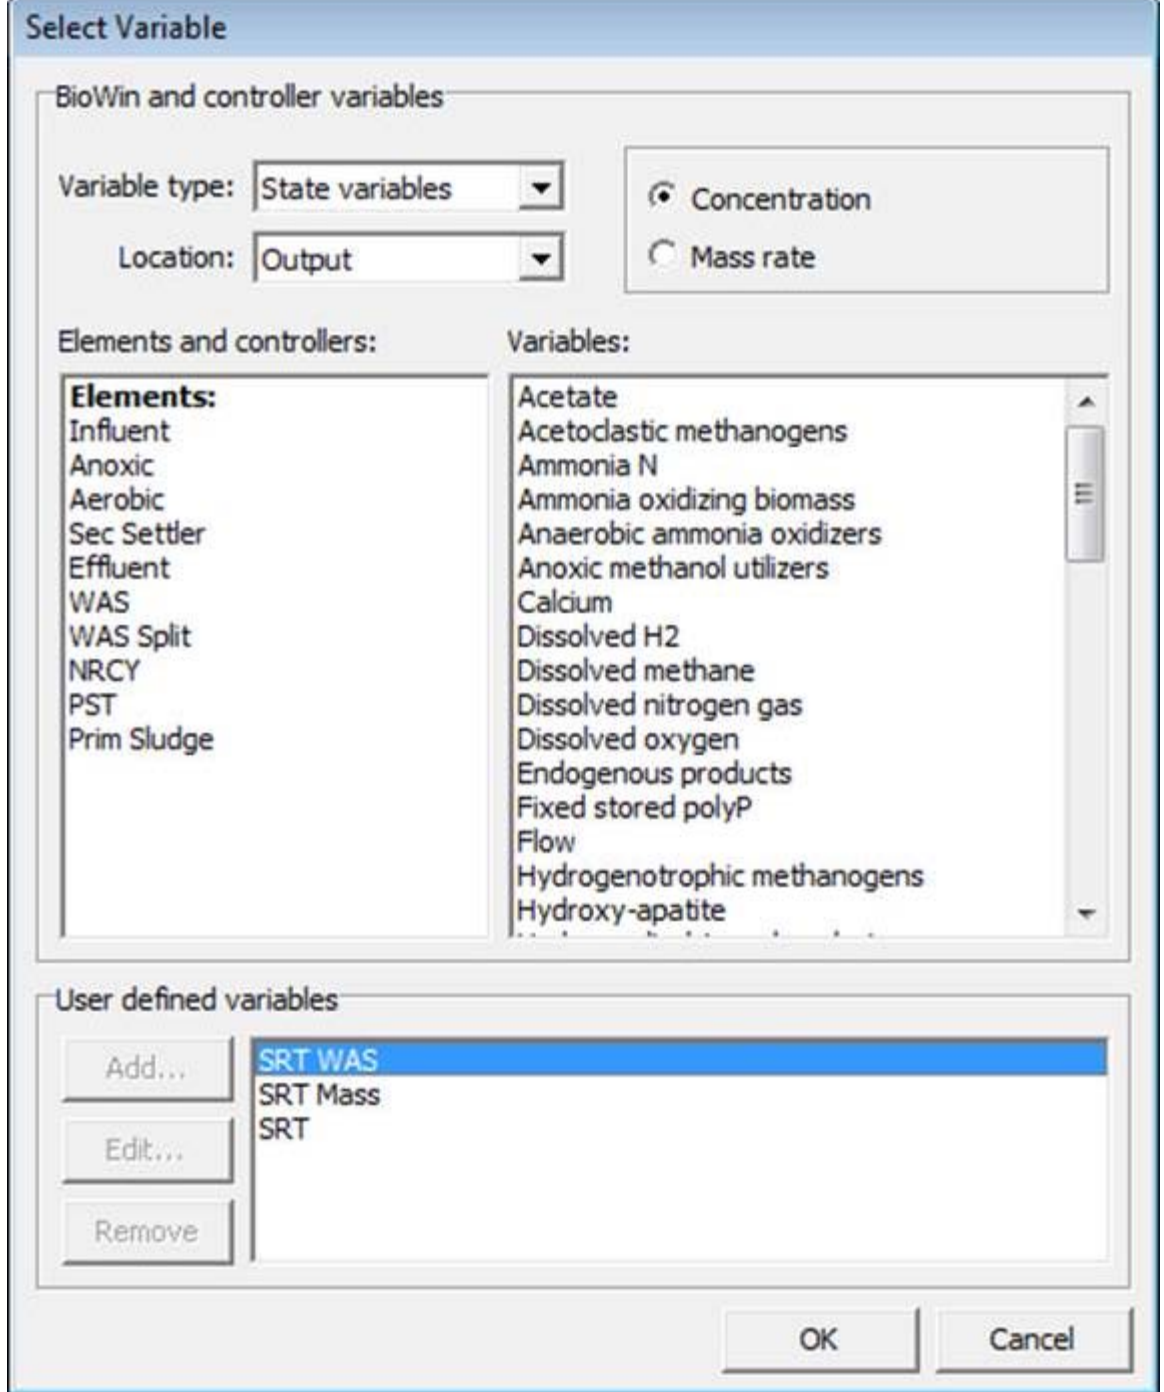 Select Variable
BioWin and controller variables
Variable type: State variables
Concentration
Location: Output
Mass rate
Elements and controllers:
Elements:
Influent
Anoxic
Aerobic
Sec Settler
Effluent
WAS
WAS Split
NRCY
PST
Prim Sludge
Variables:
Acetate
Acetoclastic methanogens
Ammonia N
Ammonia oxidizing biomass
Anaerobic ammonia oxidizers
Anoxic methanol utilizers
Calcium
Dissolved H2
Dissolved methane
Dissolved nitrogen gas
Dissolved oxygen
Endogenous products
Fixed stored polyP
Flow
Hydrogenotrophic methanogens
Hydroxy-apatite
User defined variables
Add...
Edit...
Remove
SRT WAS
SRT Mass
SRT
OK
Cancel